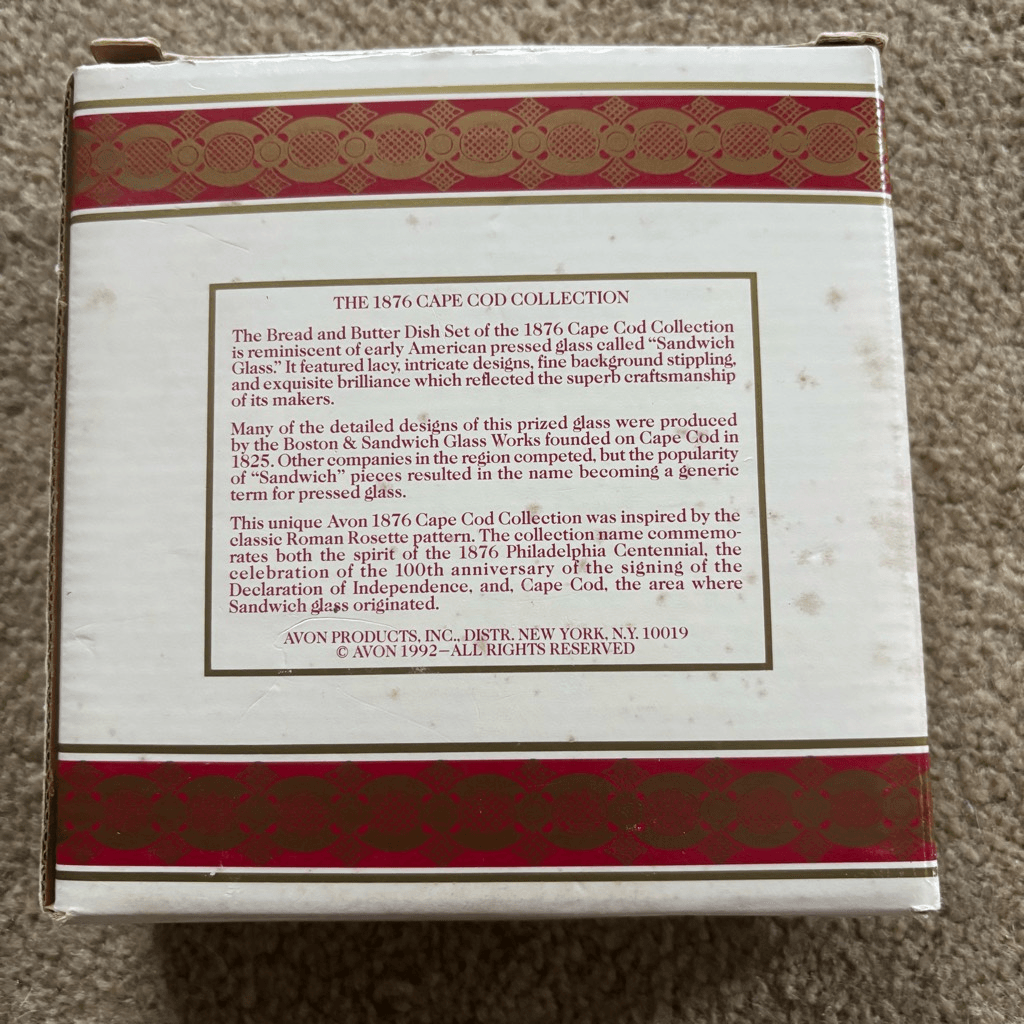 THE 1876 CAPE COD COLLECTION
The Bread and Butter Dish Set of the 1876 Cape Cod Collection
is reminiscent of early American pressed glass called “Sandwich
Glass.” It featured lacy, intricate designs, fine background stippling,
and exquisite brilliance which reflected the superb craftsmanship
of its makers.
Many of the detailed designs of this prized glass were produced
by the Boston & Sandwich Glass Works founded on Cape Cod in
1825. Other companies in the region competed, but the popularity
of “Sandwich” pieces resulted in the name becoming a generic
term for pressed glass.
This unique Avon 1876 Cape Cod Collection was inspired by the
classic Roman Rosette pattern. The collection name commemo-
rates both the spirit of the 1876 Philadelphia Centennial, the
celebration of the 100th anniversary of the signing of the
Declaration of Independence, and, Cape Cod, the area where
Sandwich glass originated.
AVON PRODUCTS, INC., DISTR. NEW YORK, N.Y. 10019
© AVON 1992—ALL RIGHTS RESERVED